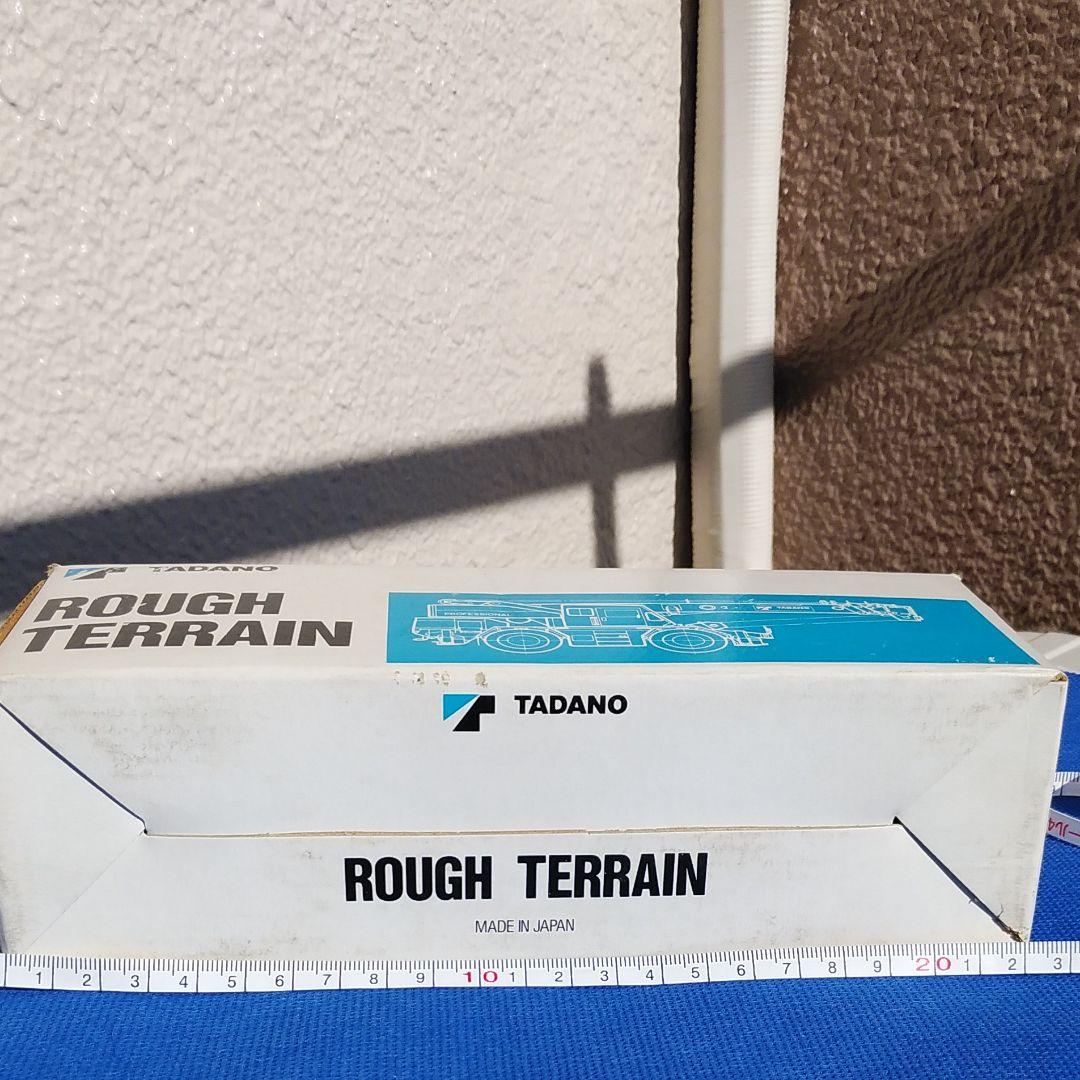 TADANO
ROUGH
TERRAIN
PROFESSIONAL
TADANO
TADANO
ROUGH TERRAIN
MADE IN JAPAN
1 2 3 4 5 6 7 8 9 10 1 2 3 4 5 6 7 8 9 20 1 2 3